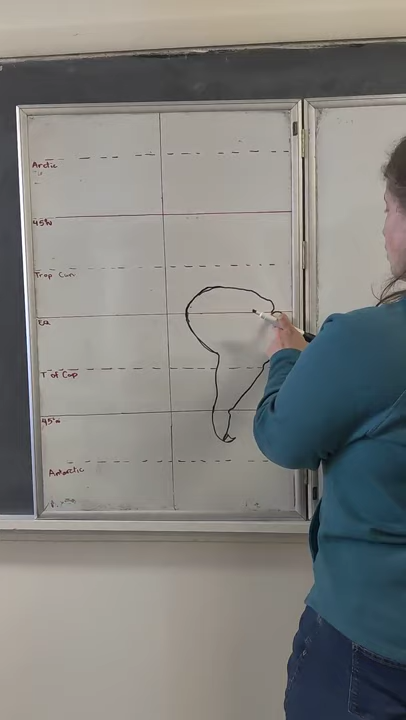 Arctic
45°N
Trop Can
EQ
T of Cap
45°s
Antarctic